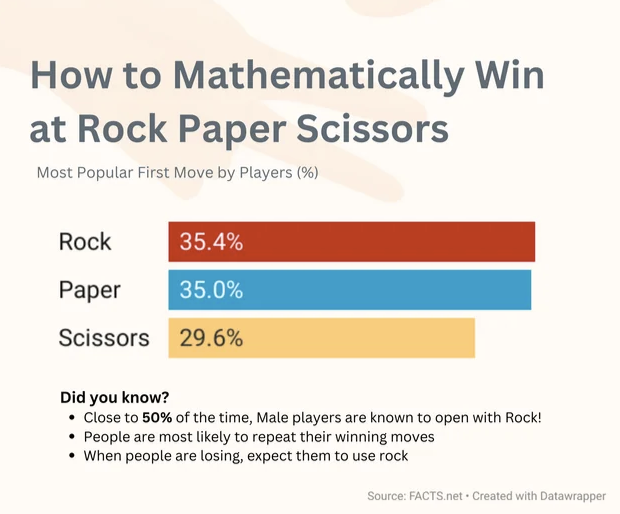 How to Mathematically Win
at Rock Paper Scissors
Most Popular First Move by Players (%)
Rock 35.4%
Paper 35.0%
Scissors 29.6%
Did you know?
• Close to 50% of the time, Male players are known to open with Rock!
• People are most likely to repeat their winning moves
• When people are losing, expect them to use rock
Source: FACTS.net • Created with Datawrapper